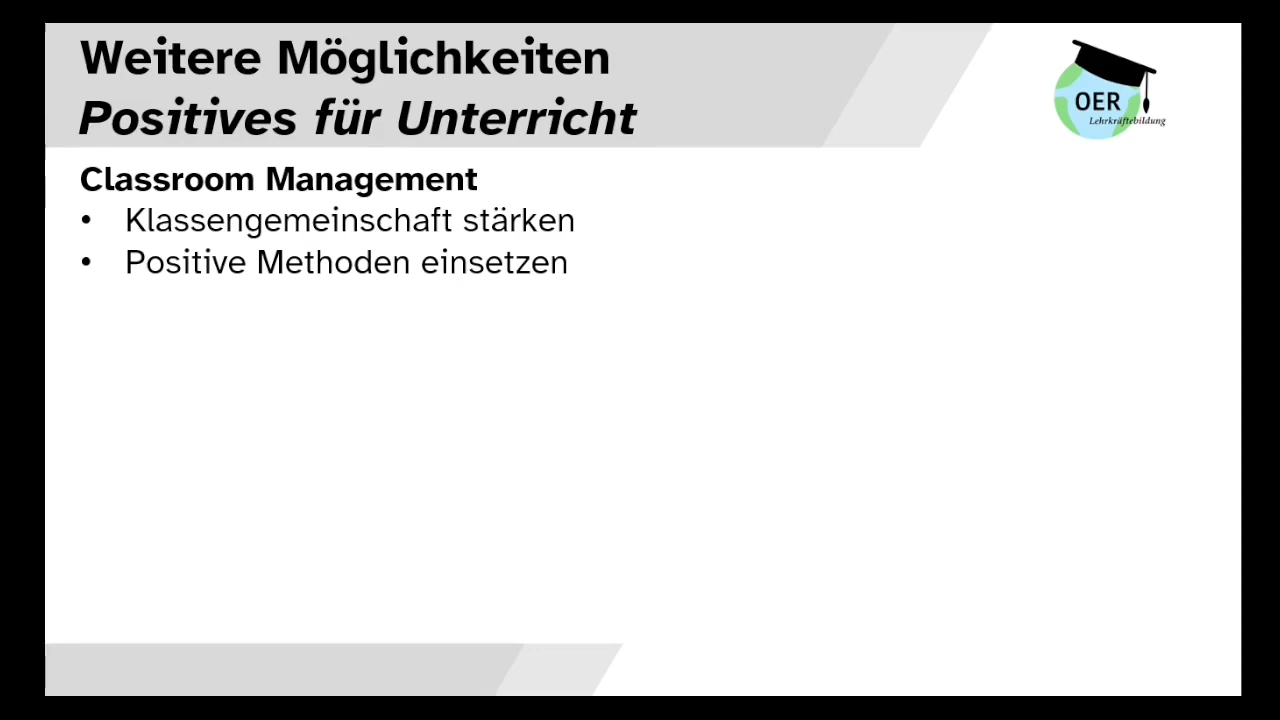 Weitere Möglichkeiten
Positives für Unterricht
OER
Lehrkräftebildung
Classroom Management
• Klassengemeinschaft stärken
• Positive Methoden einsetzen